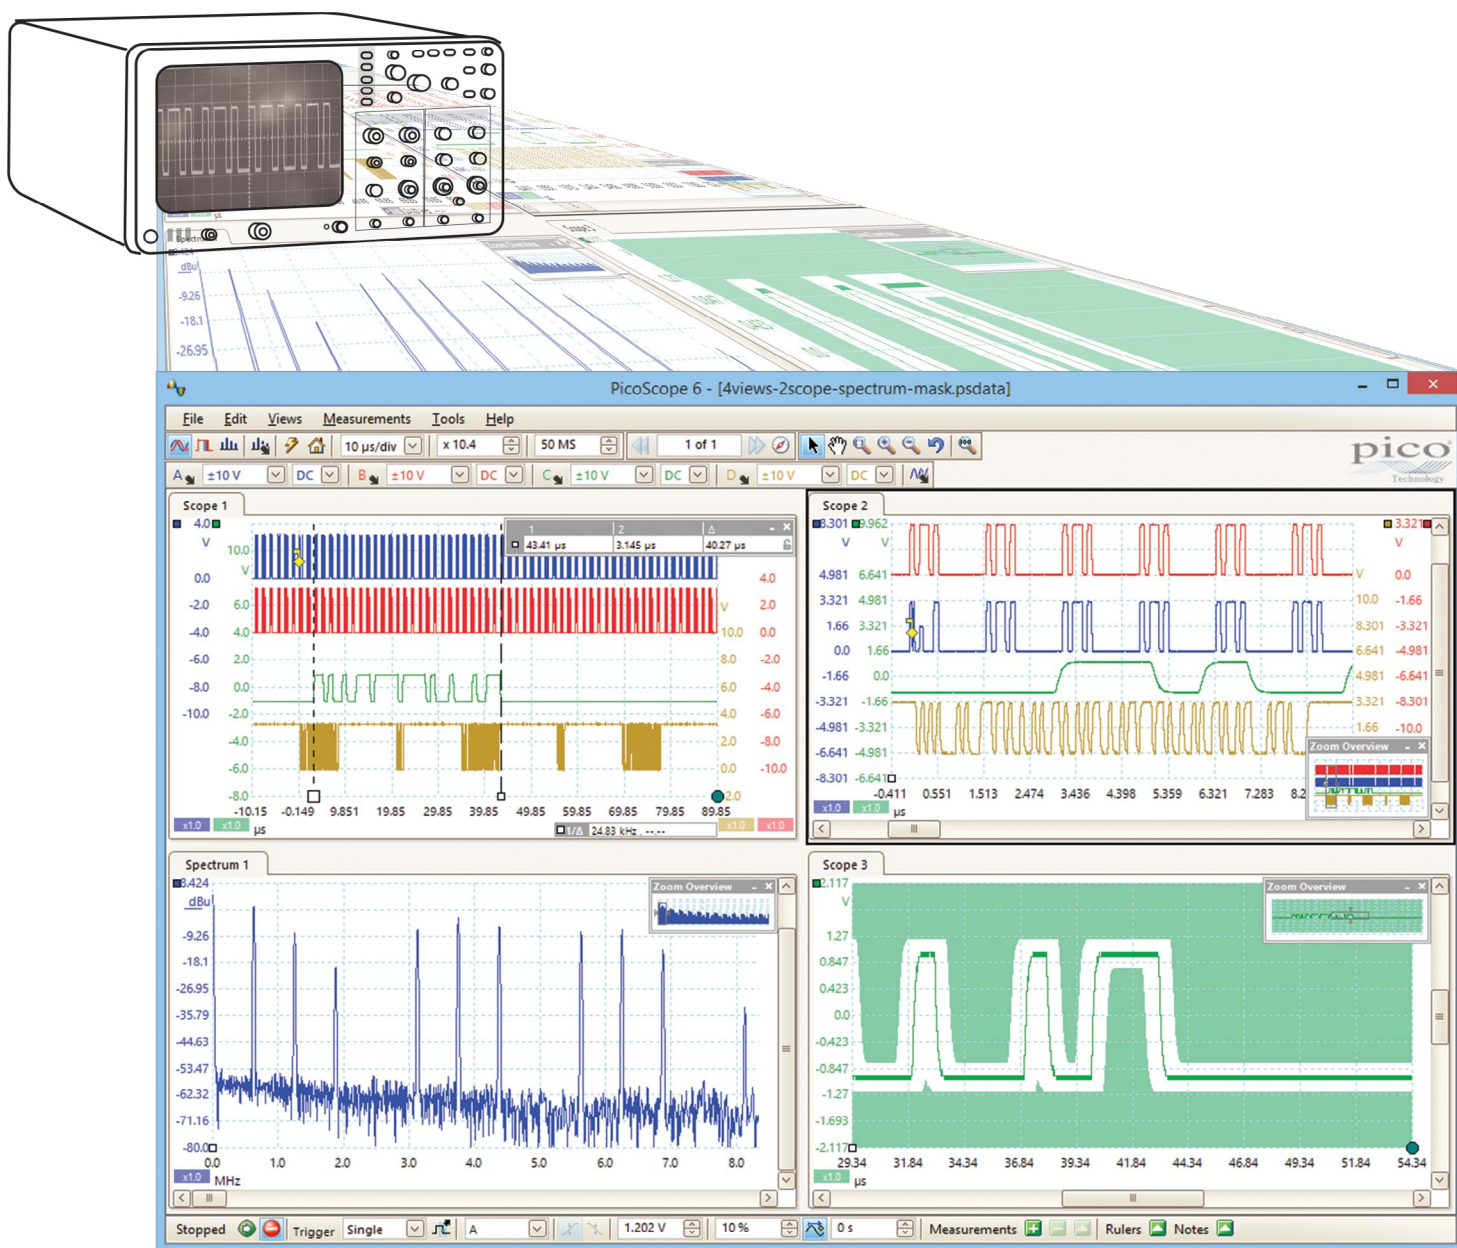 Spectrum
dBu
-9.26
-18.1
-26.95
PicoScope 6 - [4views-2scope-spectrum-mask.psdata]
File Edit Views Measurements Tools Help
10 µs/div x 10.4 50 MS 1 of 1
pico
Technology
A ±10 V DC B ±10 V DC C ±10 V DC D ±10 V DC
Scope 1
1 2 Δ
43.41 µs 3.145 µs 40.27 µs
4.0
V
0.0
-2.0
-4.0
-6.0
-8.0
-10.0
10.0
V
6.0
4.0
2.0
0.0
-2.0
-4.0
-6.0
-8.0
V
10.0
8.0
6.0
4.0
2.0
0.0
4.0
2.0
0.0
-2.0
-4.0
-6.0
-8.0
-10.0
-10.15 -0.149 9.851 19.85 29.85 39.85 49.85 59.85 69.85 79.85 89.85
x1.0 x1.0 µs 1/Δ 24.83 kHz , --.-- x1.0 x1.0
Scope 2
8.301 9.962 3.321
V V V
4.981 6.641 V 0.0
3.321 4.981 10.0 -1.66
1.66 3.321 8.301 -3.321
0.0 1.66 6.641 -4.981
-1.66 0.0 4.981 -6.641
-3.321 -1.66 3.321 -8.301
-4.981 -3.321 1.66 -10.0
-6.641 -4.981
-8.301 -6.641
Zoom Overview
-0.411 0.551 1.513 2.474 3.436 4.398 5.359 6.321 7.283 8.2
x1.0 x1.0 µs
Spectrum 1
8.424
dBu
-9.26
-18.1
-26.95
-35.79
-44.63
-53.47
-62.32
-71.16
-80.0
Zoom Overview
0.0 1.0 2.0 3.0 4.0 5.0 6.0 7.0 8.0
x1.0 MHz
Scope 3
2.117
V
1.27
0.847
0.423
0.0
-0.423
-0.847
-1.27
-1.693
-2.117
Zoom Overview
29.34 31.84 34.34 36.84 39.34 41.84 44.34 46.84 49.34 51.84 54.34
x1.0 µs
Stopped Trigger Single A 1.202 V 10 % 0 s Measurements Rulers Notes